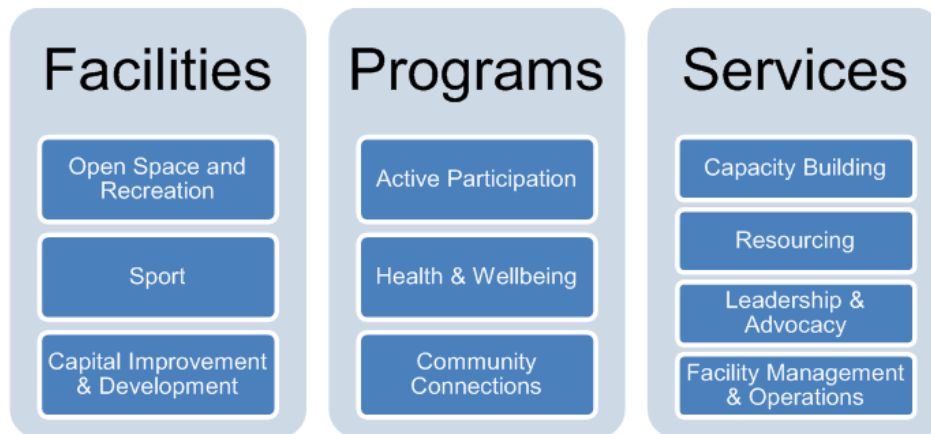 Facilities
Open Space and
Recreation
Sport
Capital Improvement
& Development
Programs
Active Participation
Health & Wellbeing
Community
Connections
Services
Capacity Building
Resourcing
Leadership &
Advocacy
Facility Management
& Operations